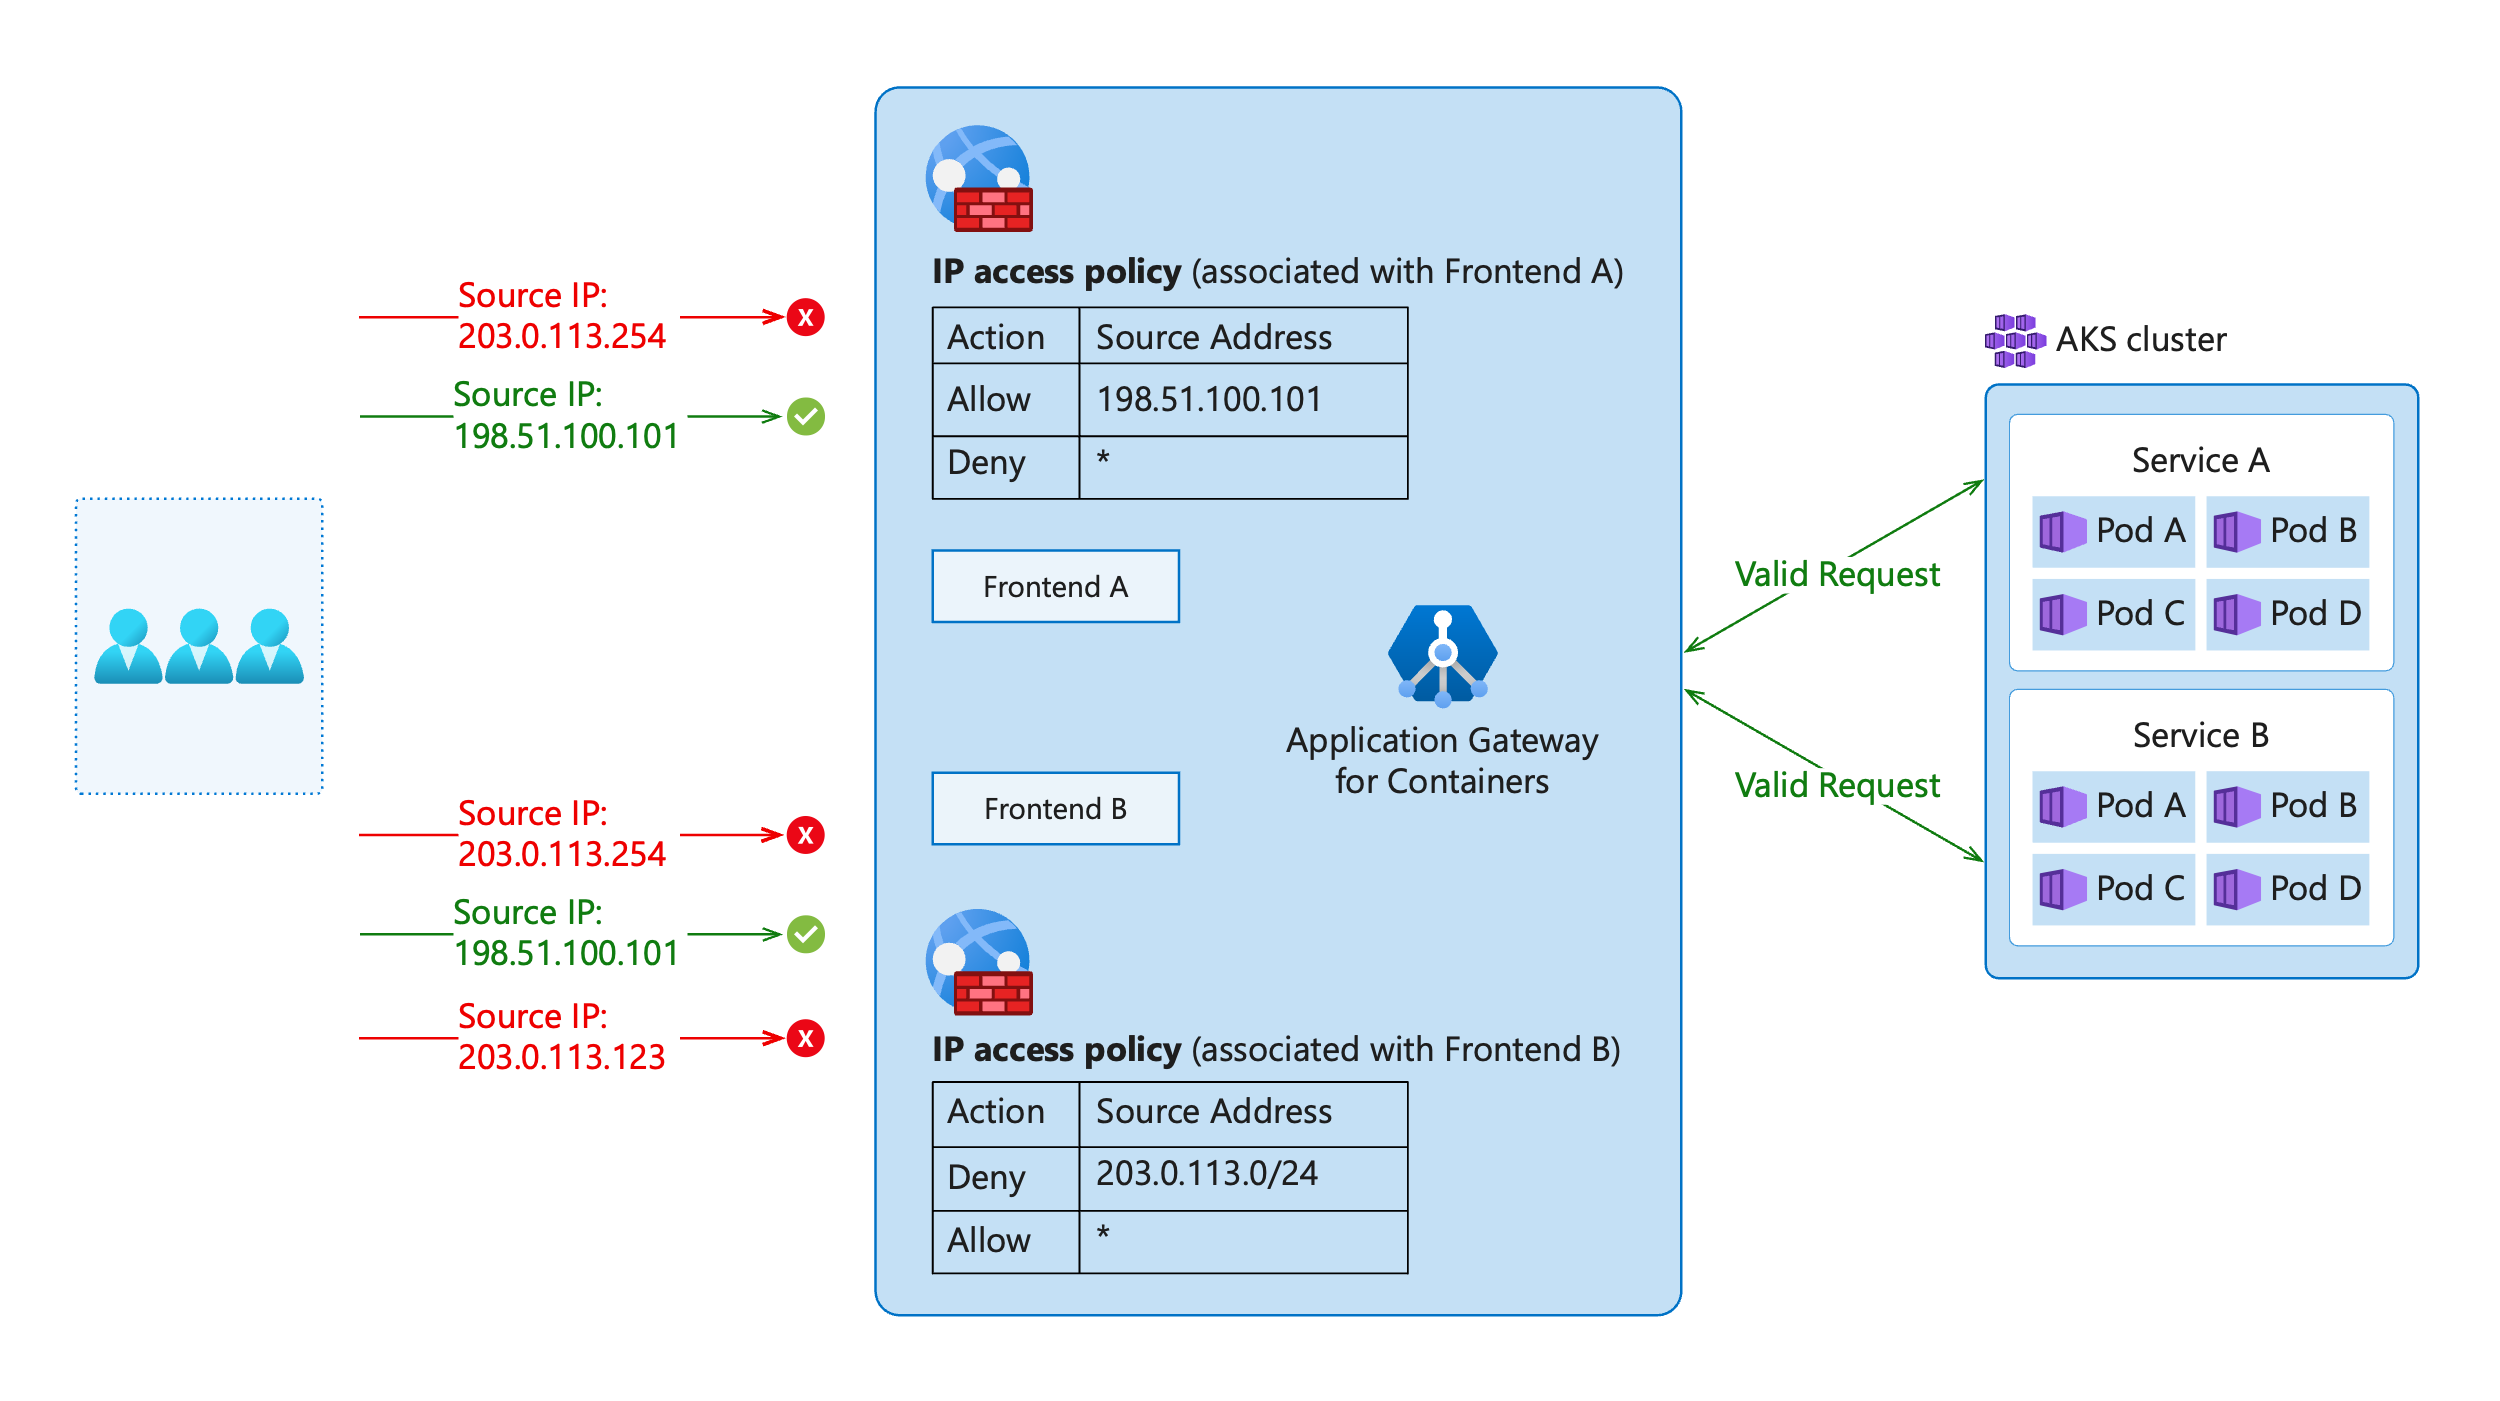 Source IP:
203.0.113.254
Source IP:
198.51.100.101
Source IP:
203.0.113.254
Source IP:
198.51.100.101
Source IP:
203.0.113.123
IP access policy (associated with Frontend A)
Action Source Address
Allow 198.51.100.101
Deny *
Frontend A
Application Gateway
for Containers
Frontend B
IP access policy (associated with Frontend B)
Action Source Address
Deny 203.0.113.0/24
Allow *
Valid Request
Valid Request
AKS cluster
Service A
Pod A Pod B
Pod C Pod D
Service B
Pod A Pod B
Pod C Pod D